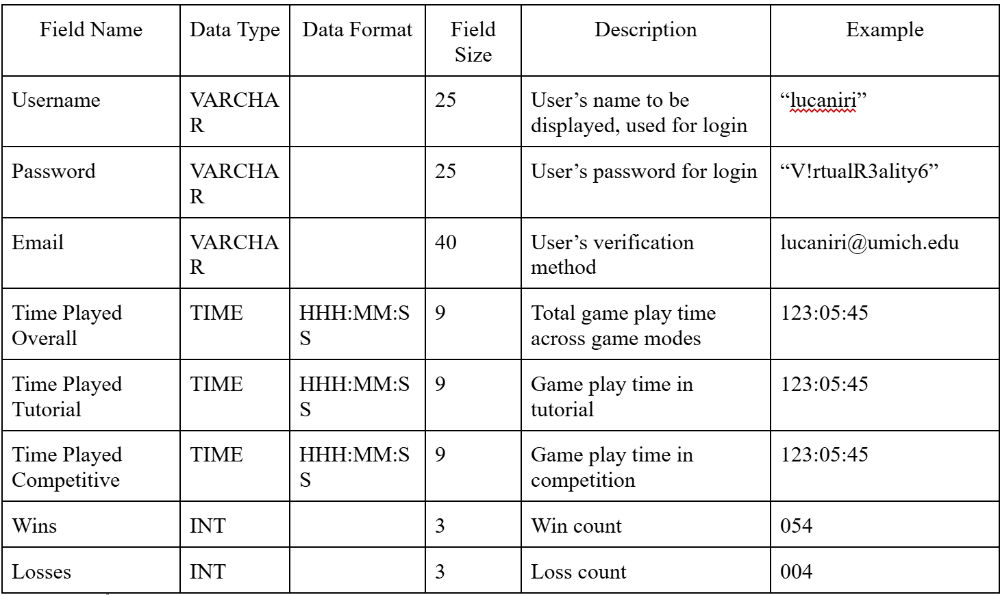 Field Name Data Type Data Format Field Size Description Example
Username VARCHAR 25 User’s name to be displayed, used for login “lucaniri”
Password VARCHAR 25 User’s password for login “V!rtualR3ality6”
Email VARCHAR 40 User’s verification method lucaniri@umich.edu
Time Played Overall TIME HHH:MM:SS 9 Total game play time across game modes 123:05:45
Time Played Tutorial TIME HHH:MM:SS 9 Game play time in tutorial 123:05:45
Time Played Competitive TIME HHH:MM:SS 9 Game play time in competition 123:05:45
Wins INT 3 Win count 054
Losses INT 3 Loss count 004